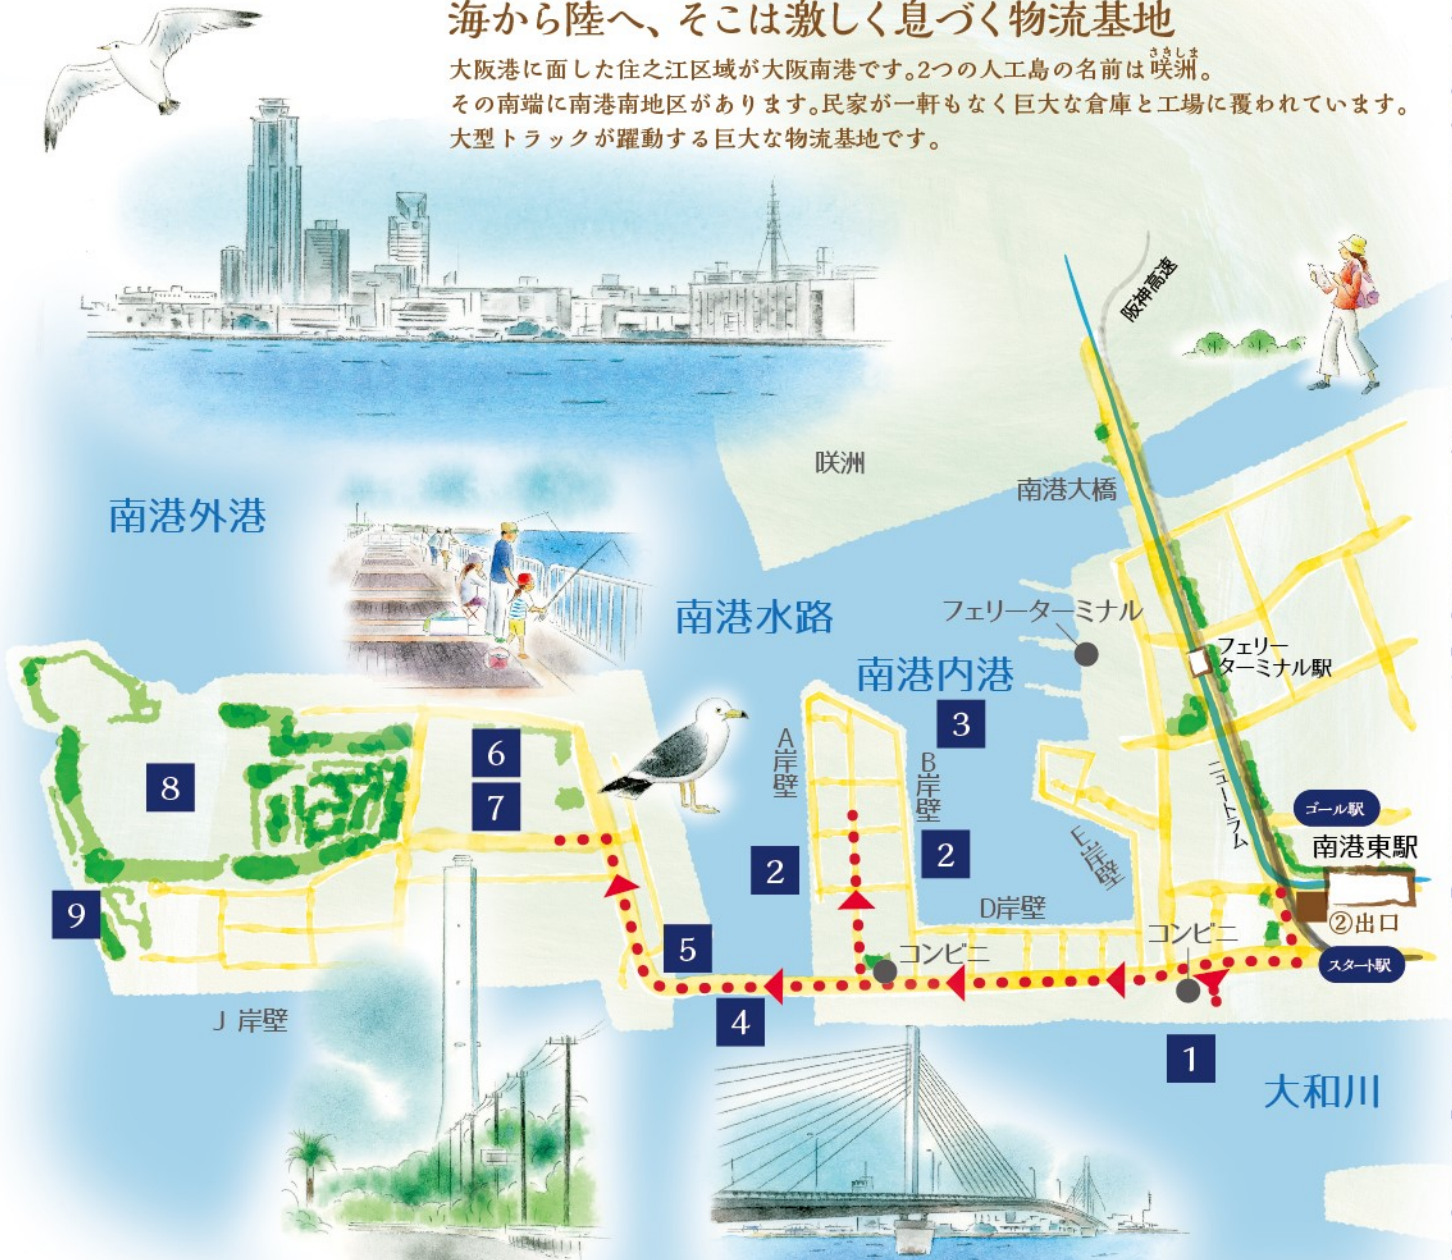 海から陸へ、そこは激しく息づく物流基地
さきしま
大阪港に面した住之江区域が大阪南港です。2つの人工島の名前は咲洲。
その南端に南港南地区があります。民家が一軒もなく巨大な倉庫と工場に覆われています。
大型トラックが躍動する巨大な物流基地です。
阪神高速
咲洲
南港大橋
南港外港
南港水路
フェリーターミナル
南港内港
フェリー
ターミナル駅
3
A岸壁
B岸壁
E岸壁
ニュートラム
6
7
8
ゴール駅
南港東駅
2
2
9
D岸壁
②出口
コンビニ
コンビニ
スタート駅
5
4
J 岸壁
1
大和川